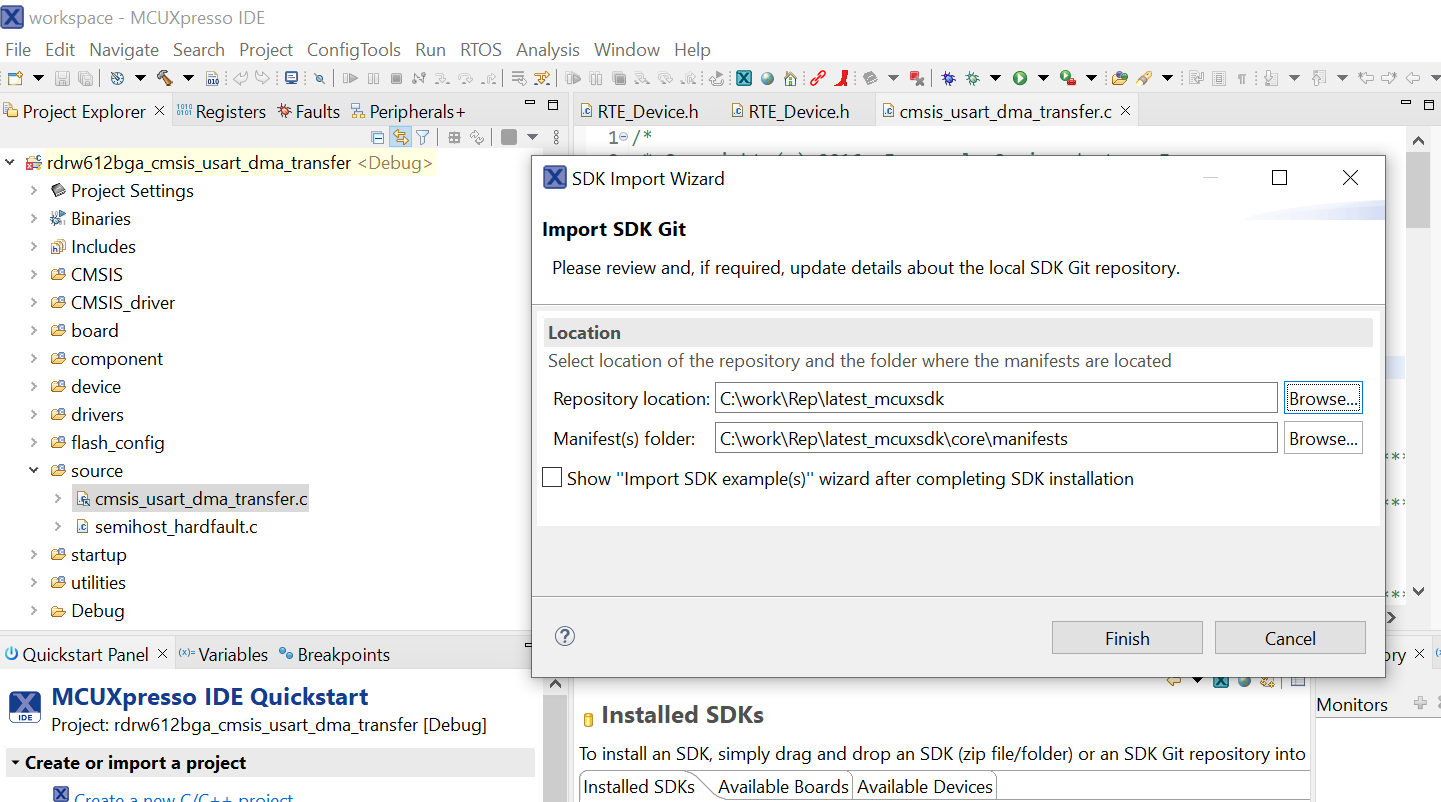 workspace - MCUXpresso IDE
File Edit Navigate Search Project ConfigTools Run RTOS Analysis Window Help
Project Explorer Registers Faults Peripherals+
RTE_Device.h RTE_Device.h cmsis_usart_dma_transfer.c
1 /*
rdrw612bga_cmsis_usart_dma_transfer <Debug>
Project Settings
Binaries
Includes
CMSIS
CMSIS_driver
board
component
device
drivers
flash_config
source
cmsis_usart_dma_transfer.c
semihost_hardfault.c
startup
utilities
Debug
SDK Import Wizard
Import SDK Git
Please review and, if required, update details about the local SDK Git repository.
Location
Select location of the repository and the folder where the manifests are located
Repository location: C:\work\Rep\latest_mcuxsdk Browse...
Manifest(s) folder: C:\work\Rep\latest_mcuxsdk\core\manifests Browse...
Show "Import SDK example(s)" wizard after completing SDK installation
Finish Cancel
Quickstart Panel (x)= Variables Breakpoints
IDE
MCUXpresso IDE Quickstart
Project: rdrw612bga_cmsis_usart_dma_transfer [Debug]
Create or import a project
Create a new C/C++ project
Installed SDKs
To install an SDK, simply drag and drop an SDK (zip file/folder) or an SDK Git repository into
Installed SDKs Available Boards Available Devices
ory
Monitors